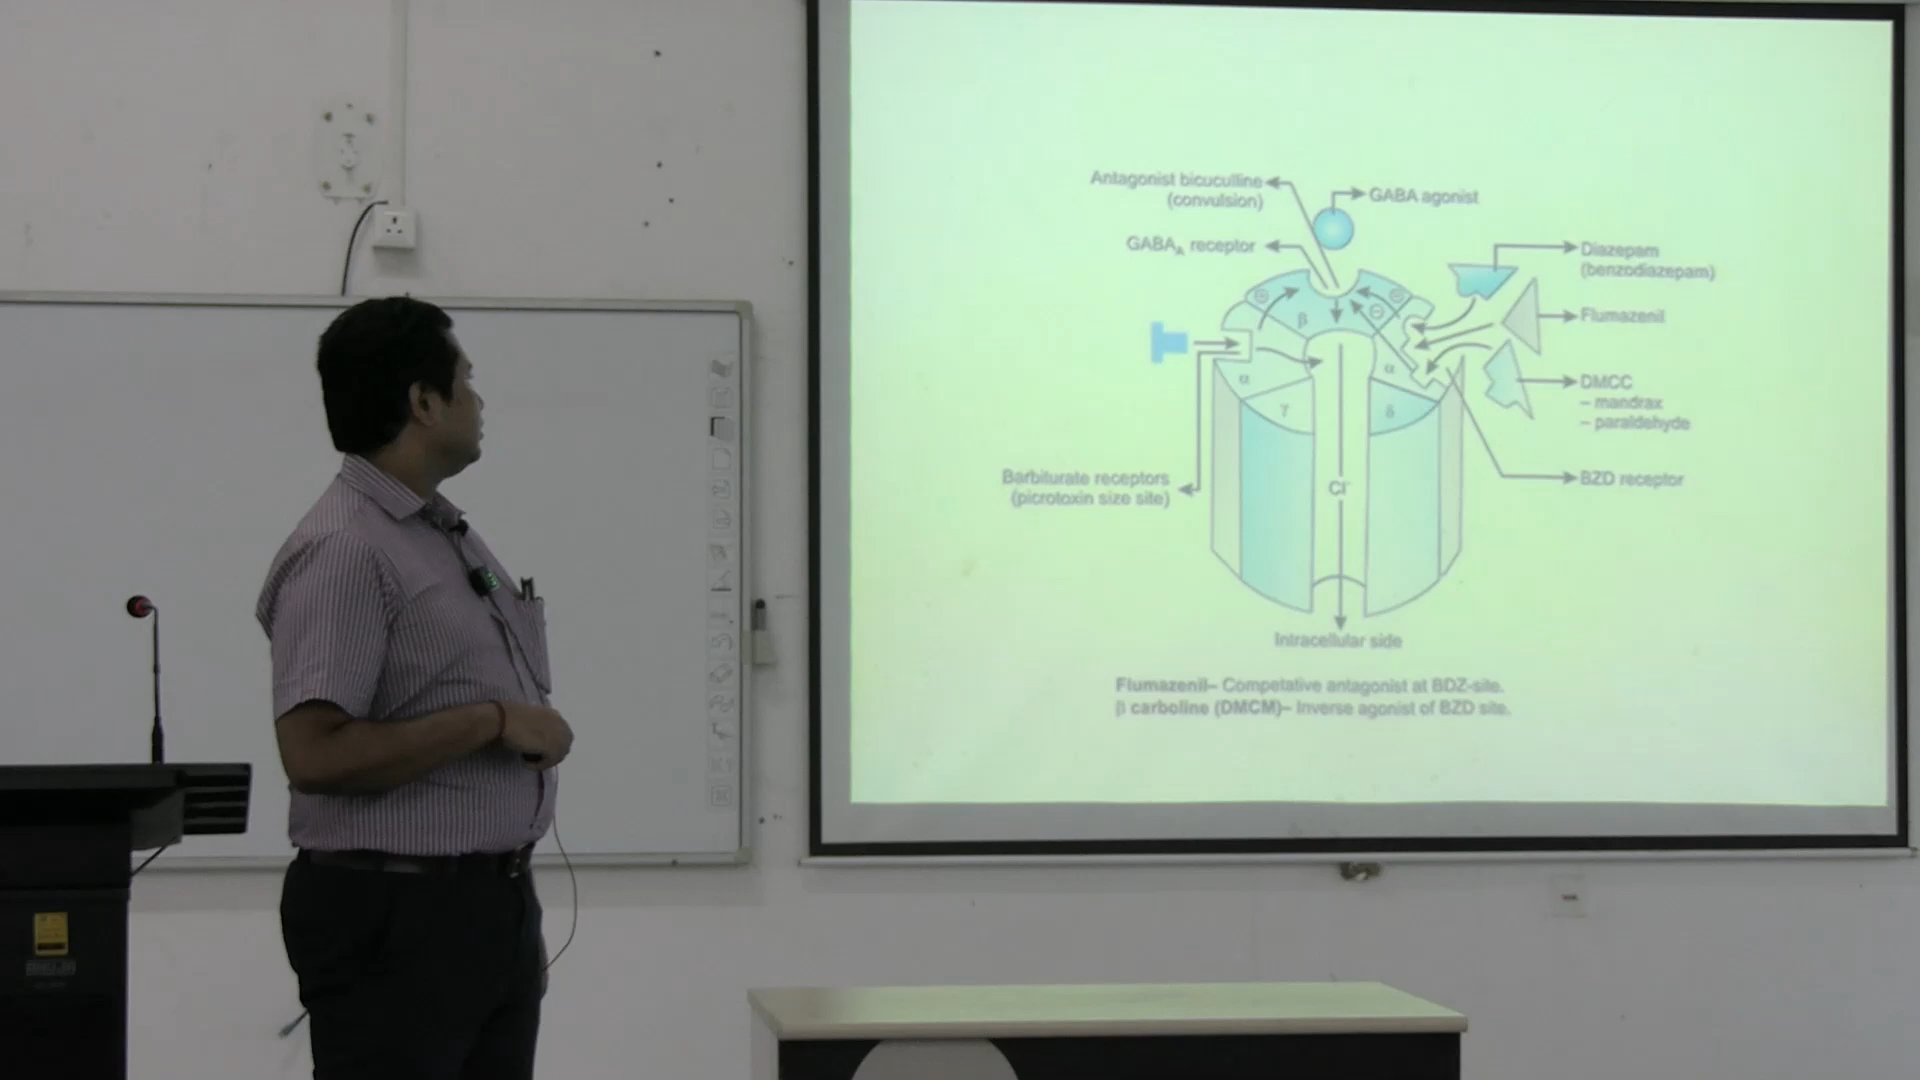 Antagonist bicuculline
(convulsion)
GABA agonist
GABAA receptor
Diazepam
(benzodiazepam)
Flumazenil
β
α
α
γ
δ
DMCC
– mandrax
– paraldehyde
Barbiturate receptors
(picrotoxin size site)
Cl⁻
BZD receptor
Intracellular side
Flumazenil– Competative antagonist at BDZ-site.
β carboline (DMCM)– Inverse agonist of BZD site.